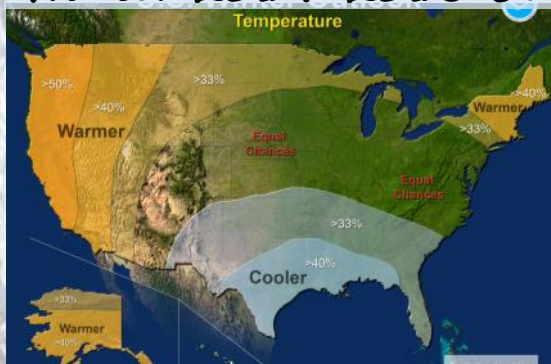 Temperature
>50%
>40%
>33%
Warmer
>40%
Warmer
>33%
Equal
Chances
Equal
Chances
>33%
>40%
Cooler
>33%
Warmer
>40%